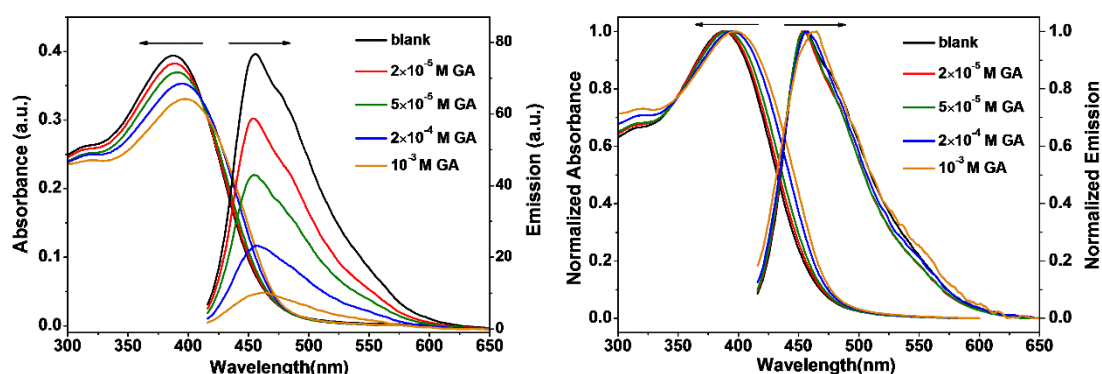 0.4
0.3
0.2
0.1
0.0
Absorbance (a.u.)
300 350 400 450 500 550 600 650
Wavelength(nm)
80
60
40
20
0
Emission (a.u.)
blank
2×10⁻⁵ M GA
5×10⁻⁵ M GA
2×10⁻⁴ M GA
10⁻³ M GA
1.0
0.8
0.6
0.4
0.2
0.0
Normalized Absorbance
300 350 400 450 500 550 600 650
Wavelength(nm)
1.0
0.8
0.6
0.4
0.2
0.0
Normalized Emission
blank
2×10⁻⁵ M GA
5×10⁻⁵ M GA
2×10⁻⁴ M GA
10⁻³ M GA